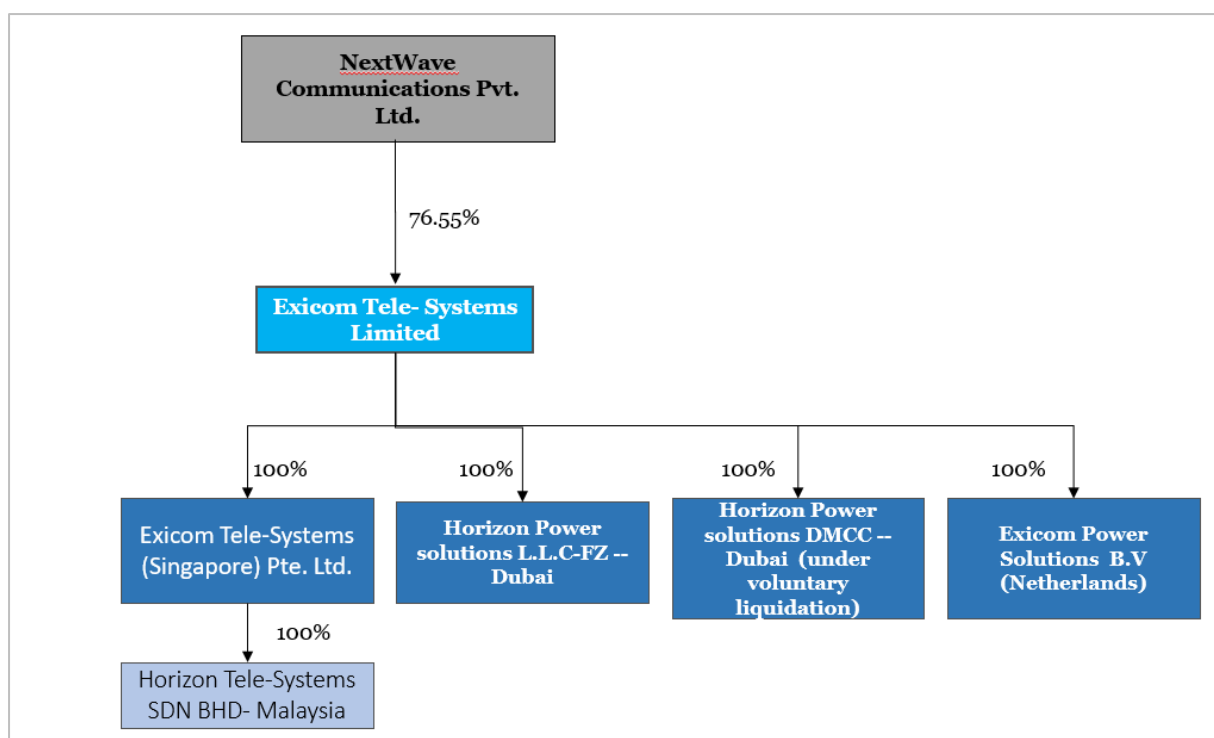 NextWave
Communications Pvt.
Ltd.
76.55%
Exicom Tele- Systems
Limited
100%
100%
100%
100%
Exicom Tele-Systems
(Singapore) Pte. Ltd.
Horizon Power
solutions L.L.C-FZ --
Dubai
Horizon Power
solutions DMCC --
Dubai (under
voluntary
liquidation)
Exicom Power
Solutions B.V
(Netherlands)
100%
Horizon Tele-Systems
SDN BHD- Malaysia